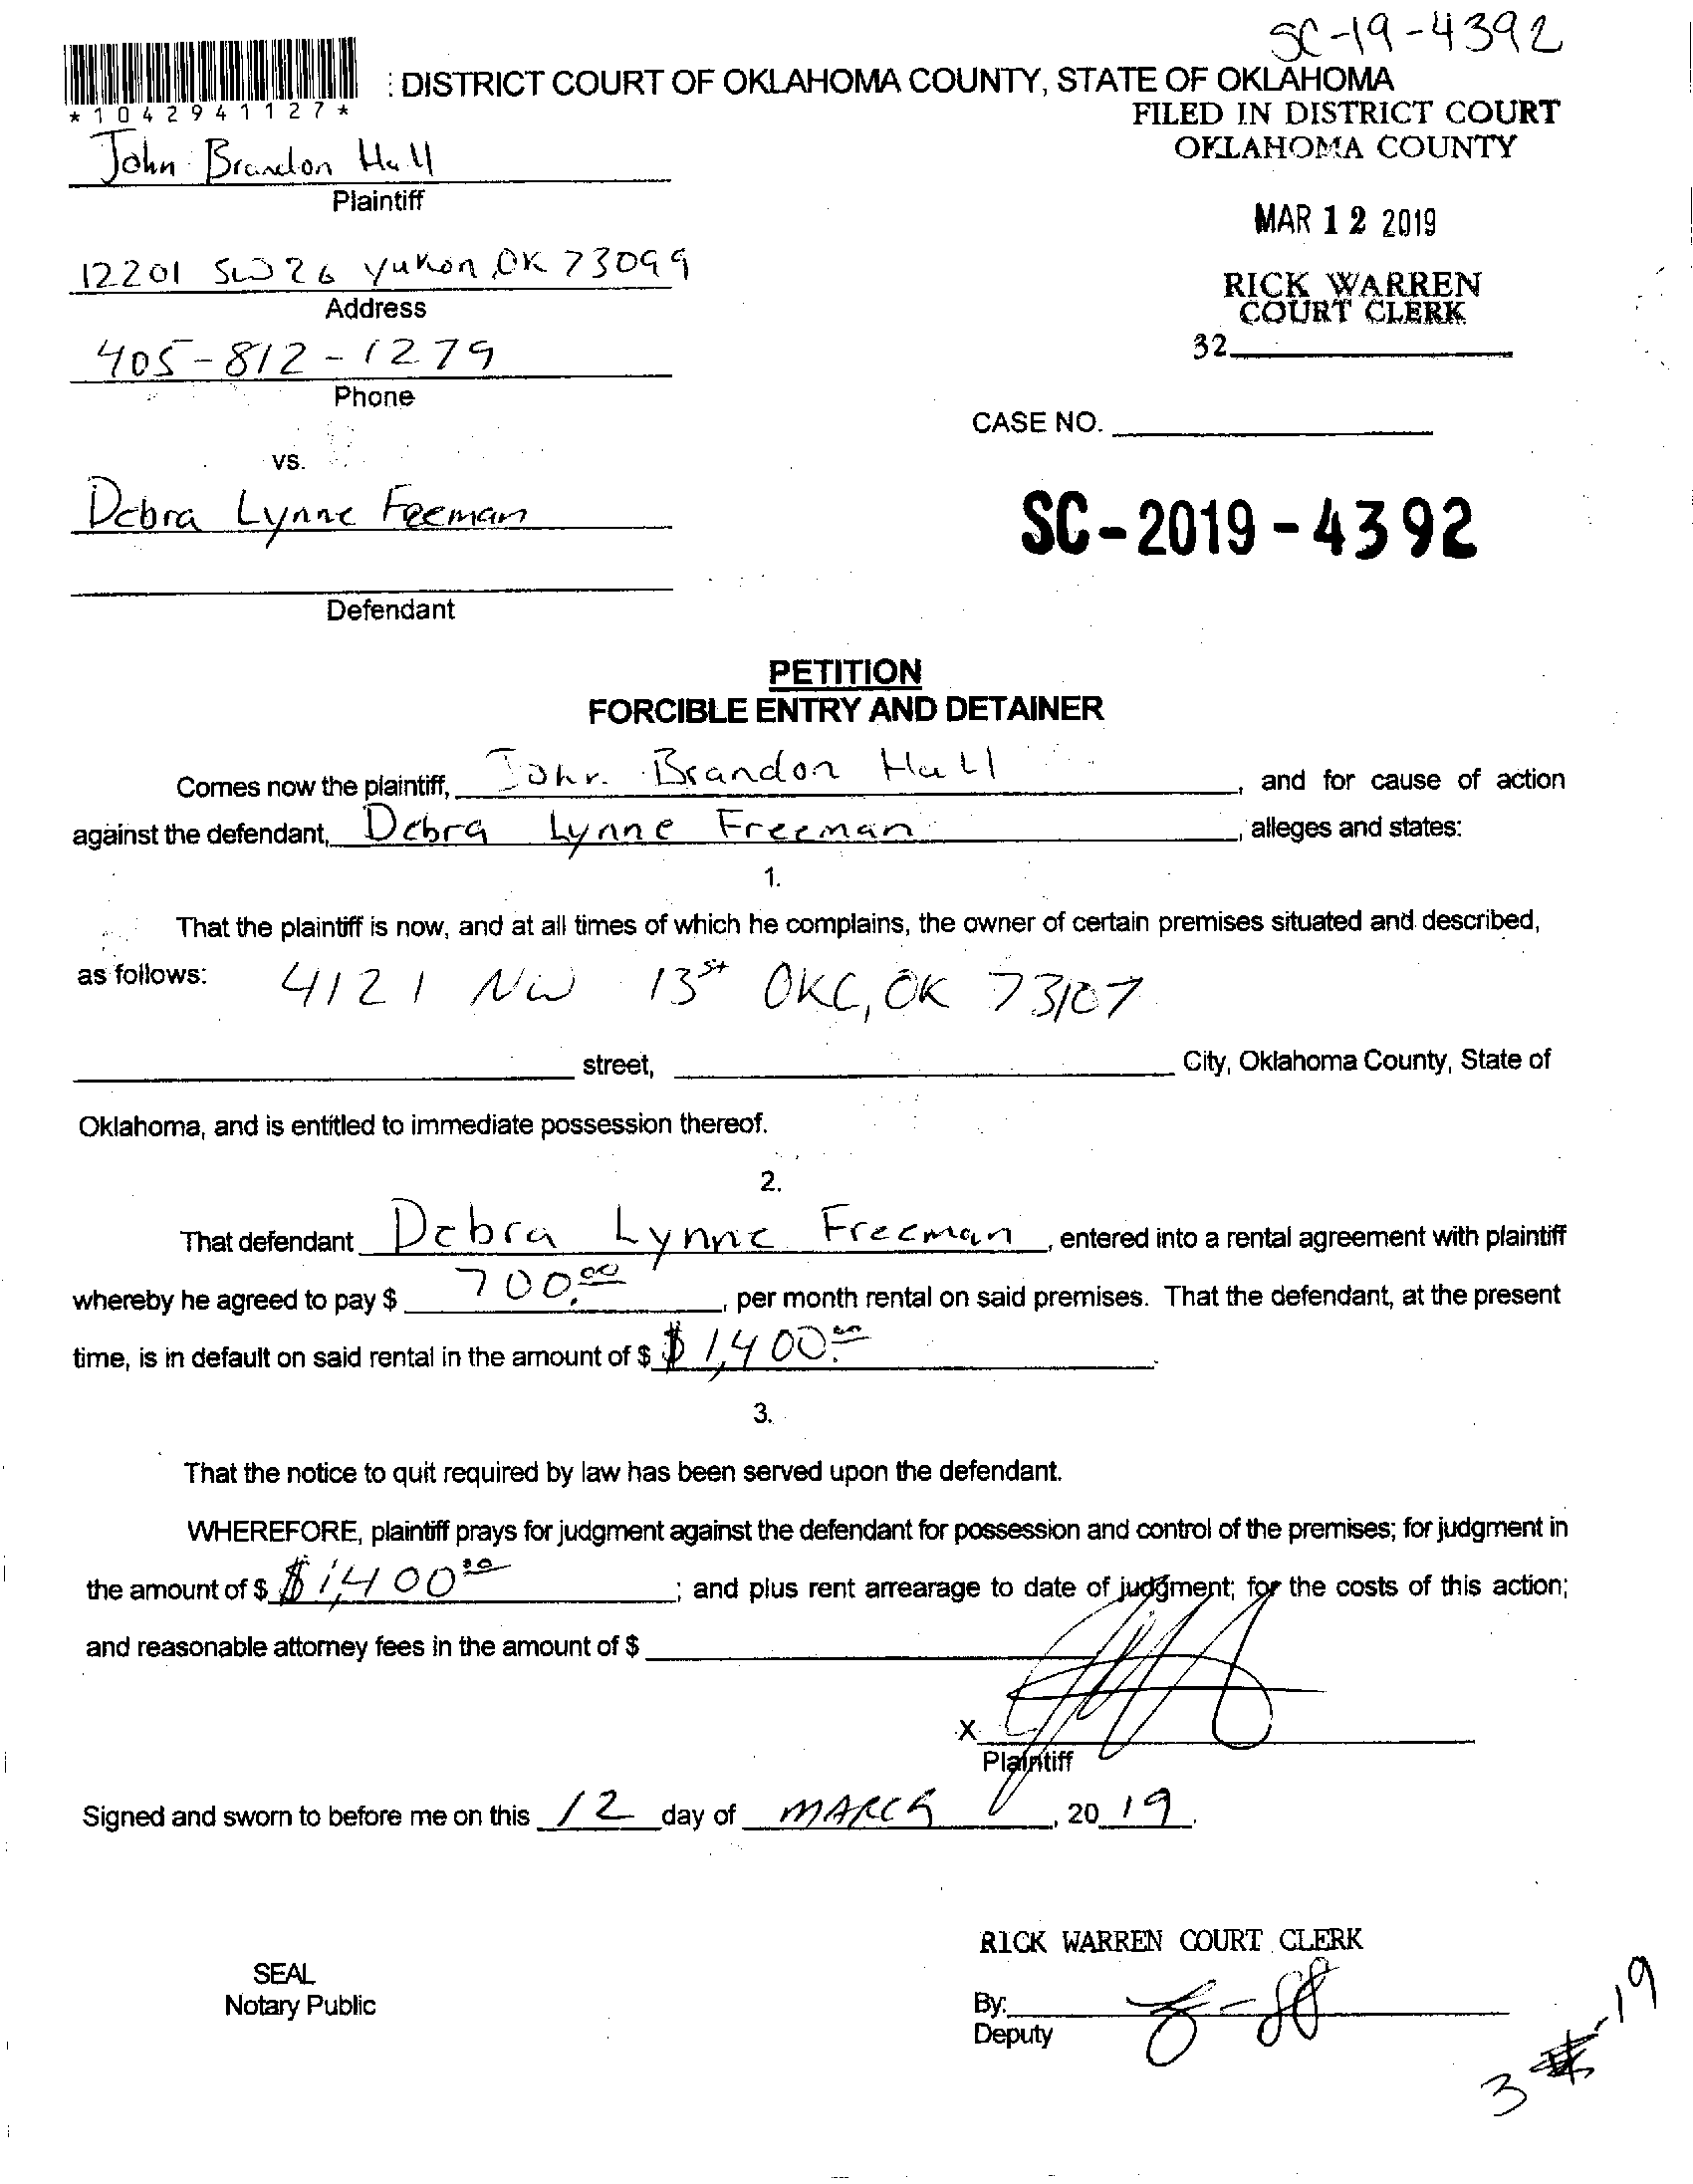 SC-19-4392
: DISTRICT COURT OF OKLAHOMA COUNTY, STATE OF OKLAHOMA
*1042941127*
FILED IN DISTRICT COURT
OKLAHOMA COUNTY
John Brandon Hall
Plaintiff
MAR 12 2019
12201 SW 26 Yukon, OK 73099
Address
RICK WARREN
COURT CLERK
405-812-1279
Phone
32
CASE NO.
vs.
Debra Lynne Freeman
SC-2019-4392
Defendant
PETITION
FORCIBLE ENTRY AND DETAINER
Comes now the plaintiff, John Brandon Hall, and for cause of action
against the defendant, Debra Lynne Freeman, alleges and states:
1.
That the plaintiff is now, and at all times of which he complains, the owner of certain premises situated and described,
as follows: 4121 NW 13st OKC, OK 73107
street, City, Oklahoma County, State of
Oklahoma, and is entitled to immediate possession thereof.
2.
That defendant Debra Lynne Freeman, entered into a rental agreement with plaintiff
whereby he agreed to pay $ 700.00, per month rental on said premises. That the defendant, at the present
time, is in default on said rental in the amount of $ $1,400.00.
3.
That the notice to quit required by law has been served upon the defendant.
WHEREFORE, plaintiff prays for judgment against the defendant for possession and control of the premises; for judgment in
the amount of $ $1,400.00; and plus rent arrearage to date of judgment; for the costs of this action;
and reasonable attorney fees in the amount of $
X
Plaintiff
Signed and sworn to before me on this 12 day of MARCH, 2019.
RICK WARREN COURT CLERK
SEAL
Notary Public
By:
Deputy